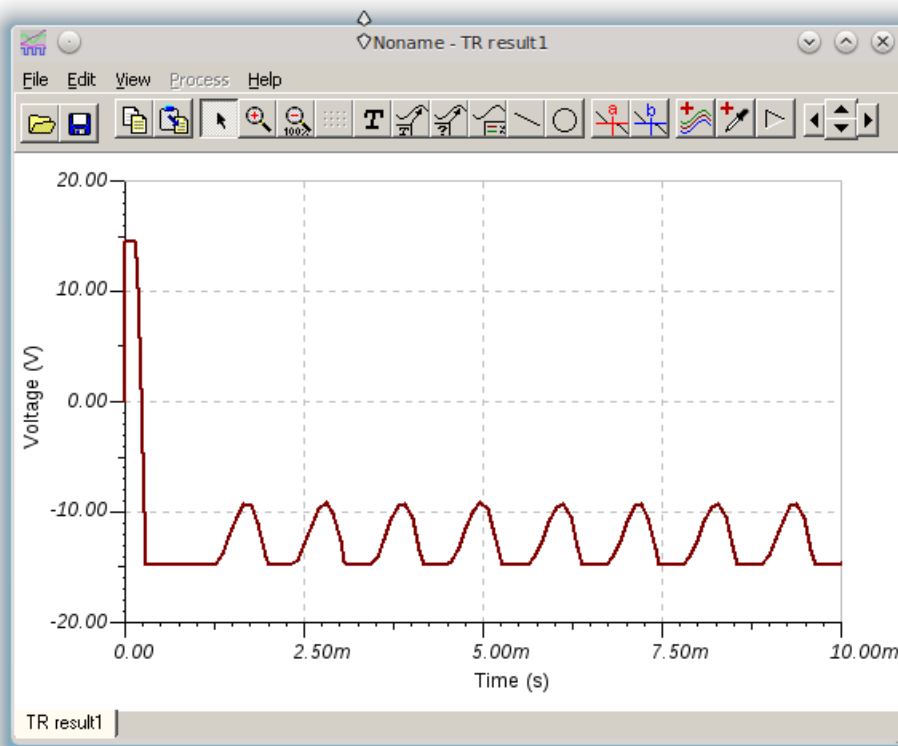 Noname - TR result1
File Edit View Process Help
100%
T
T
?
a
b
20.00
10.00
0.00
-10.00
-20.00
Voltage (V)
0.00 2.50m 5.00m 7.50m 10.00m
Time (s)
TR result1